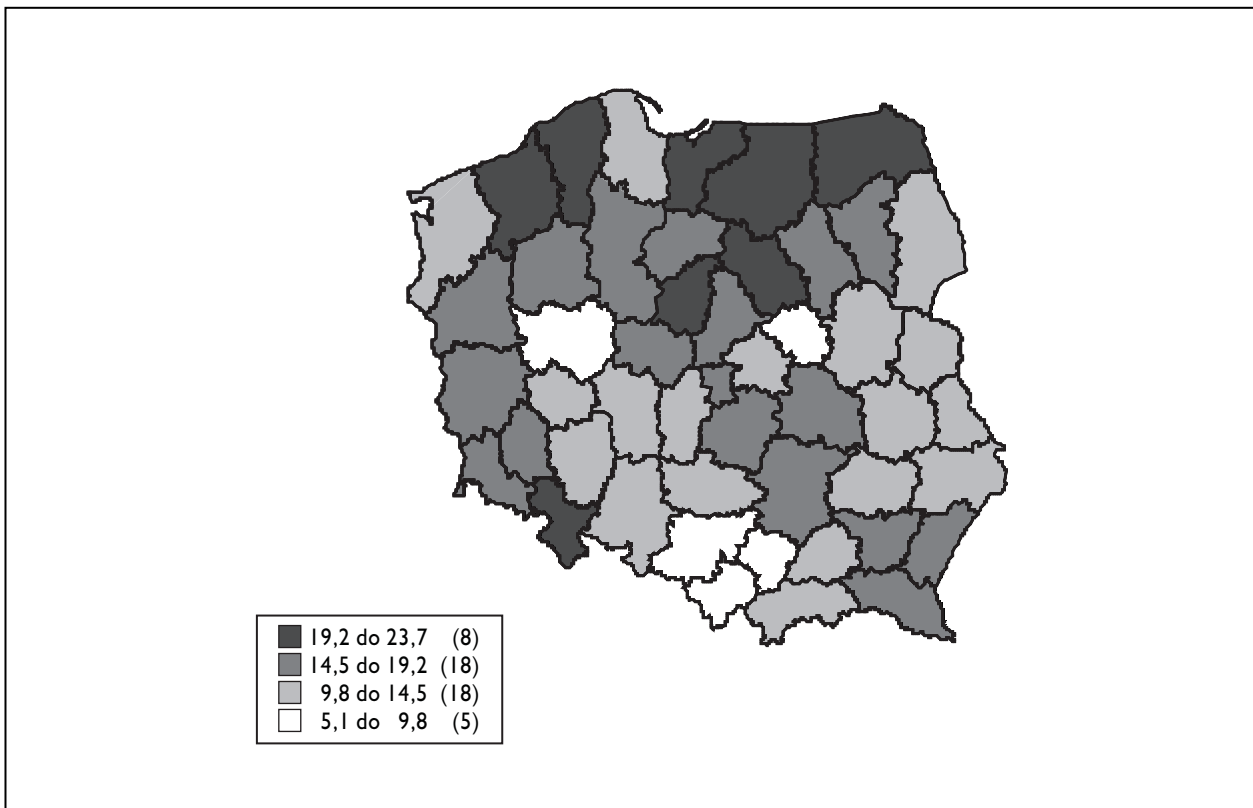 19,2 do 23,7 (8)
14,5 do 19,2 (18)
9,8 do 14,5 (18)
5,1 do 9,8 (5)